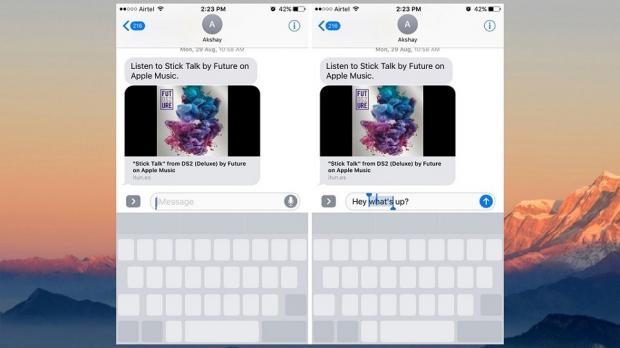 Airtel 2:23 PM 42%
216 A i
Akshay
Mon, 29 Aug, 10:58 AM
Listen to Stick Talk by Future on
Apple Music.
FUT
URE
"Stick Talk" from DS2 (Deluxe) by Future
on Apple Music
itun.es
iMessage
Airtel 2:23 PM 42%
216 A i
Akshay
Mon, 29 Aug, 10:58 AM
Listen to Stick Talk by Future on
Apple Music.
FUT
URE
"Stick Talk" from DS2 (Deluxe) by Future
on Apple Music
itun.es
Hey what's up?